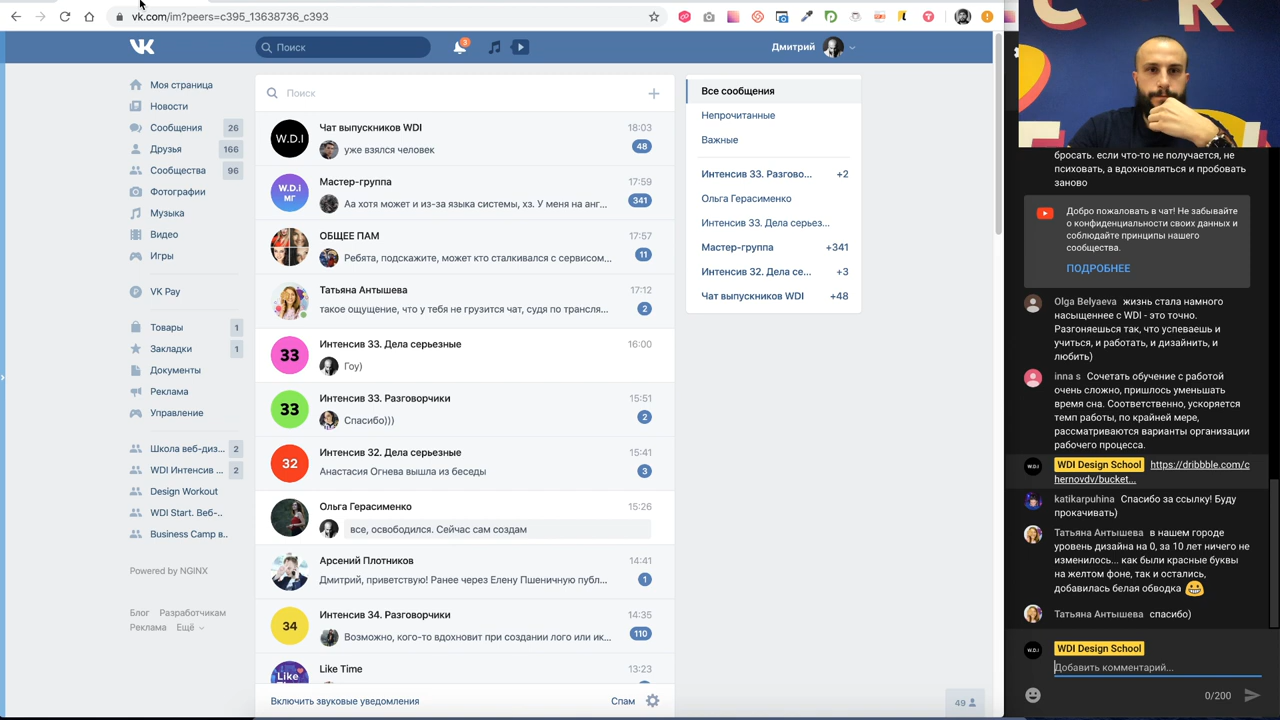 vk.com/im?peers=c395_13638736_c393
Поиск
3
Дмитрий
Моя страница
Новости
Сообщения 26
Друзья 166
Сообщества 96
Фотографии
Музыка
Видео
Игры
VK Pay
Товары 1
Закладки 1
Документы
Реклама
Управление
Школа веб-диз... 2
WDI Интенсив ... 2
Design Workout
WDI Start. Веб-..
Business Camp в..
Powered by NGINX
Блог Разработчикам
Реклама Ещё
Поиск
W.D.I
Чат выпускников WDI 18:03
уже взялся человек 48
W.D.i
МГ
Мастер-группа 17:59
Аа хотя может и из-за языка системы, хз. У меня на анг... 341
ОБЩЕЕ ПАМ 17:57
Ребята, подскажите, может кто сталкивался с сервисом... 11
Татьяна Антышева 17:12
такое ощущение, что у тебя не грузится чат, судя по трансля... 2
33
Интенсив 33. Дела серьезные 16:00
Гоу)
33
Интенсив 33. Разговорчики 15:51
Спасибо))) 2
32
Интенсив 32. Дела серьезные 15:41
Анастасия Огнева вышла из беседы 3
Ольга Герасименко 15:26
все, освободился. Сейчас сам создам
Арсений Плотников 14:41
Дмитрий, приветствую! Ранее через Елену Пшеничную публ... 1
34
Интенсив 34. Разговорчики 14:35
Возможно, кого-то вдохновит при создании лого или ик... 110
Like
Like Time 13:23
Включить звуковые уведомления Спам
Все сообщения
Непрочитанные
Важные
Интенсив 33. Разгово... +2
Ольга Герасименко
Интенсив 33. Дела серьез...
Мастер-группа +341
Интенсив 32. Дела се... +3
Чат выпускников WDI +48
49
бросать. если что-то не получается, не
психовать, а вдохновляться и пробовать
заново
Добро пожаловать в чат! Не забывайте
о конфиденциальности своих данных и
соблюдайте принципы нашего
сообщества.
ПОДРОБНЕЕ
Olga Belyaeva жизнь стала намного
насыщеннее с WDI - это точно.
Разгоняешься так, что успеваешь и
учиться, и работать, и дизайнить, и
любить)
inna s Сочетать обучение с работой
очень сложно, пришлось уменьшать
время сна. Соответственно, ускоряется
темп работы, по крайней мере,
рассматриваются варианты организации
рабочего процесса.
W.D.I
WDI Design School https://dribbble.com/c
hernovdv/bucket...
katikarpuhina Спасибо за ссылку! Буду
прокачивать)
Татьяна Антышева в нашем городе
уровень дизайна на 0, за 10 лет ничего не
изменилось... как были красные буквы
на желтом фоне, так и остались,
добавилась белая обводка
Татьяна Антышева спасибо)
W.D.I
WDI Design School
Добавить комментарий...
0/200